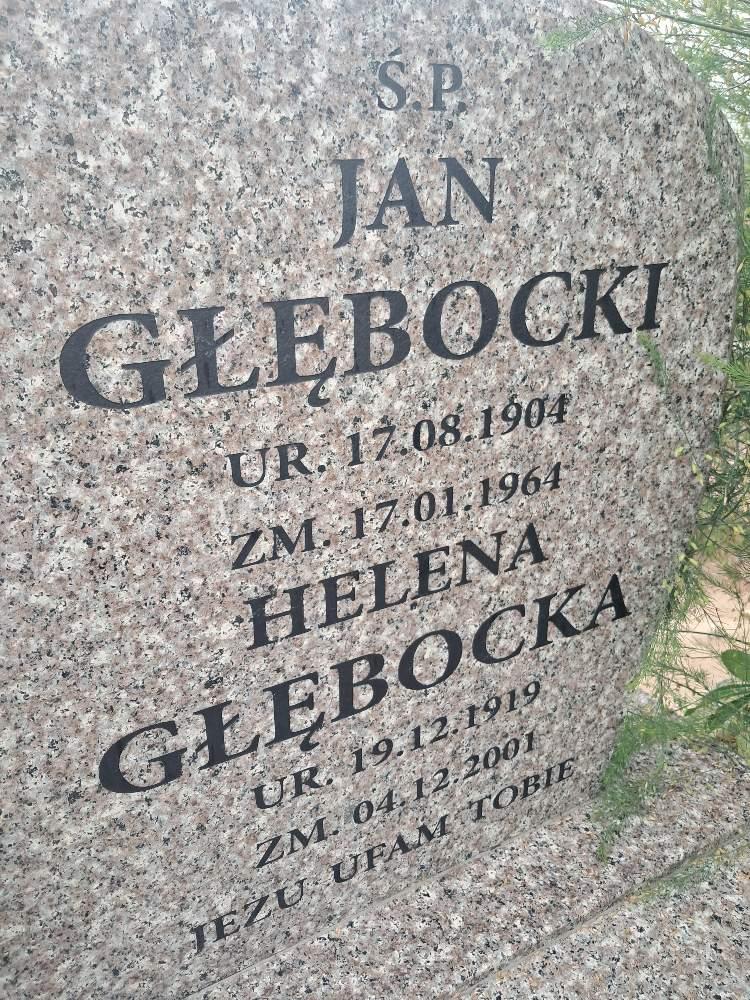 Ś.P.
JAN
GŁĘBOCKI
UR. 17.08.1904
ZM. 17.01.1964
HELENA
GŁĘBOCKA
UR. 19.12.1919
ZM. 04.12.2001
JEZU UFAM TOBIE